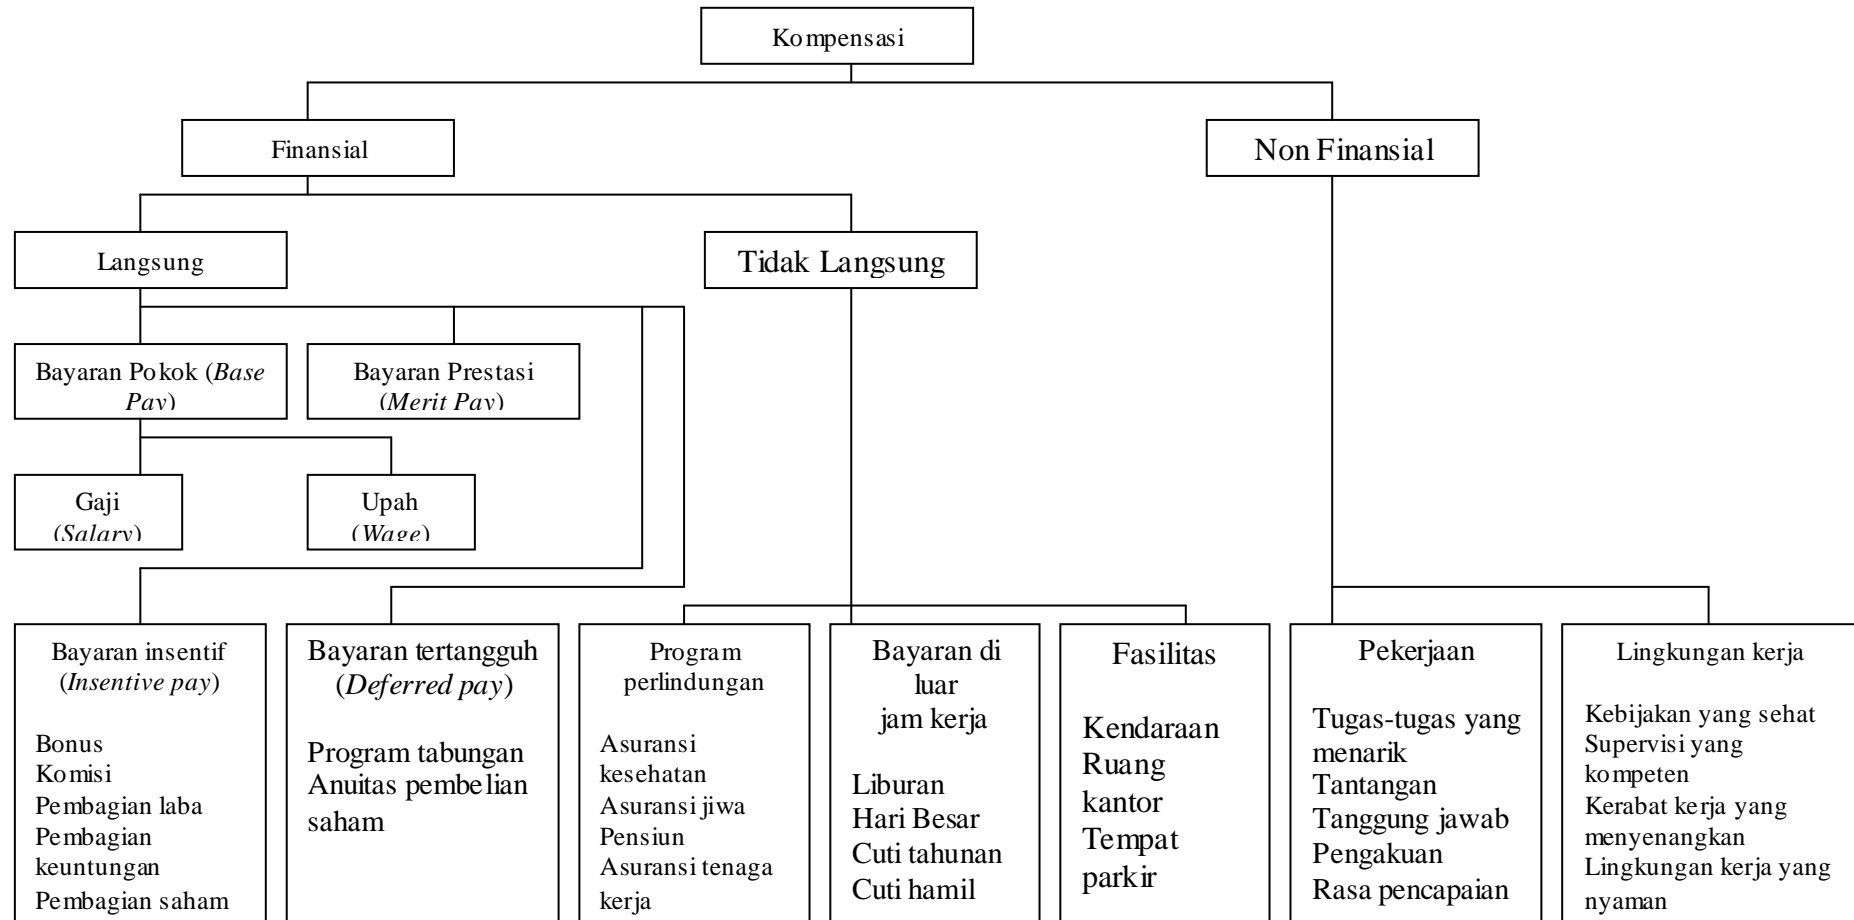 Kompensasi
Finansial
Non Finansial
Langsung
Tidak Langsung
Bayaran Pokok (Base
Pay)
Bayaran Prestasi
(Merit Pay)
Gaji
(Salary)
Upah
(Wage)
Bayaran insentif
(Insentive pay)
Bonus
Komisi
Pembagian laba
Pembagian
keuntungan
Pembagian saham
Bayaran tertangguh
(Deferred pay)
Program tabungan
Anuitas pembelian
saham
Program
perlindungan
Asuransi
kesehatan
Asuransi jiwa
Pensiun
Asuransi tenaga
kerja
Bayaran di
luar
jam kerja
Liburan
Hari Besar
Cuti tahunan
Cuti hamil
Fasilitas
Kendaraan
Ruang
kantor
Tempat
parkir
Pekerjaan
Tugas-tugas yang
menarik
Tantangan
Tanggung jawab
Pengakuan
Rasa pencapaian
Lingkungan kerja
Kebijakan yang sehat
Supervisi yang
kompeten
Kerabat kerja yang
menyenangkan
Lingkungan kerja yang
nyaman